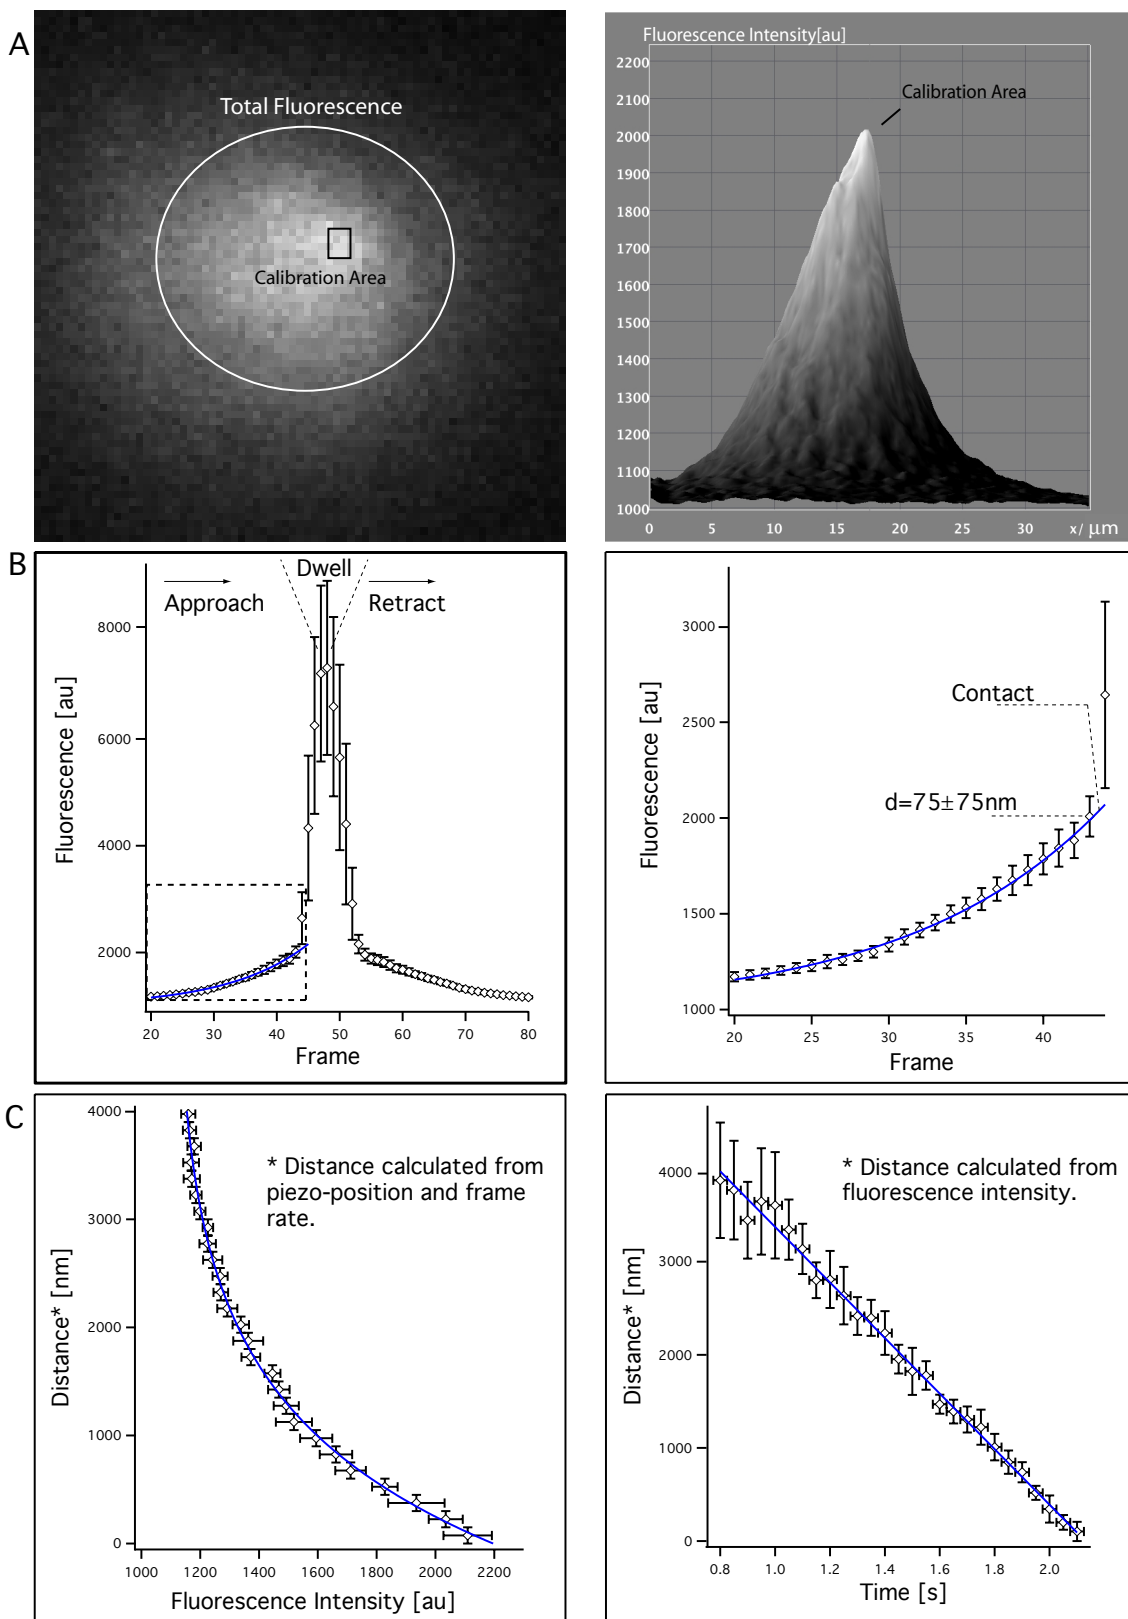 A
Total Fluorescence
Calibration Area
Fluorescence Intensity[au]
Calibration Area
2200
2100
2000
1900
1800
1700
1600
1500
1400
1300
1200
1100
1000
0 5 10 15 20 25 30 x/ μm
B
Approach
Dwell
Retract
Fluorescence [au]
8000
6000
4000
2000
20 30 40 50 60 70 80
Frame
Fluorescence [au]
3000
2500
2000
1500
1000
Contact
d=75±75nm
20 25 30 35 40
Frame
C
Distance* [nm]
4000
3000
2000
1000
0
* Distance calculated from
piezo-position and frame
rate.
1000 1200 1400 1600 1800 2000 2200
Fluorescence Intensity [au]
Distance* [nm]
4000
3000
2000
1000
0
* Distance calculated from
fluorescence intensity.
0.8 1.0 1.2 1.4 1.6 1.8 2.0
Time [s]